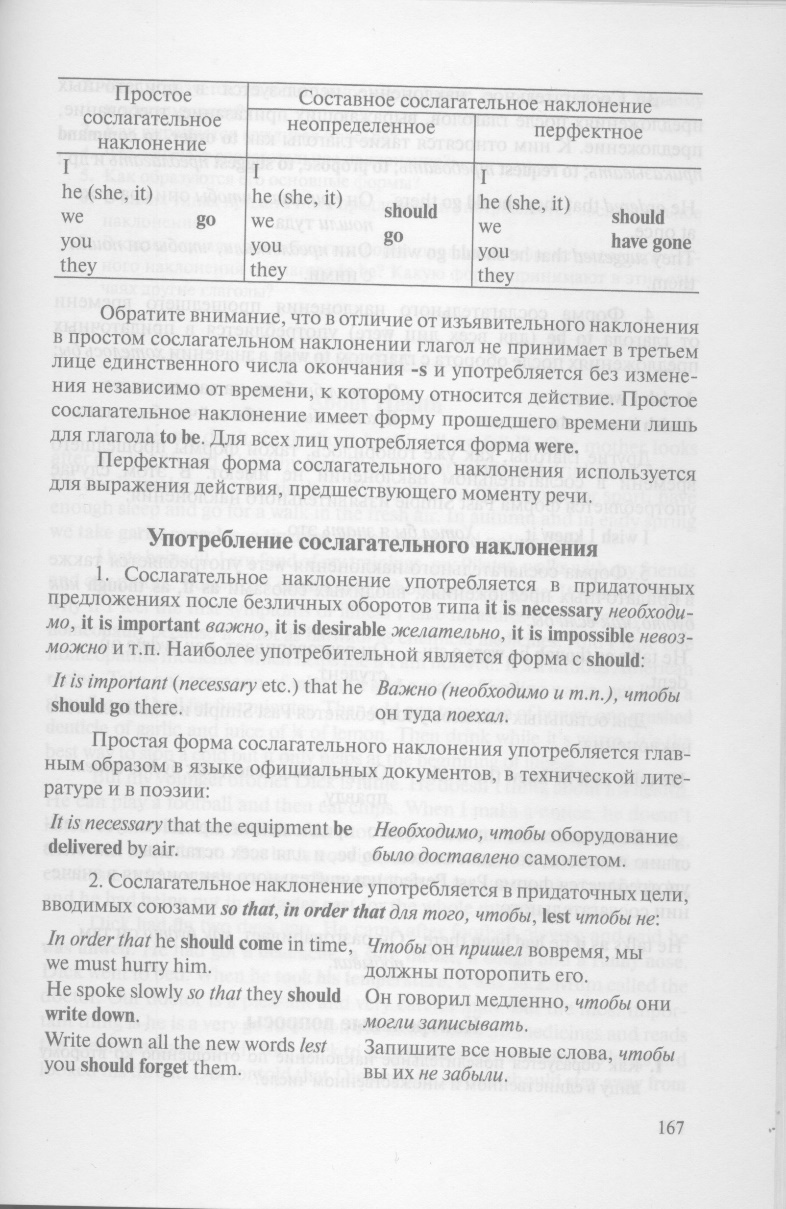 Простое
сослагательное
наклонение
Составное сослагательное наклонение
неопределенное
перфектное
I
he (she, it)
we go
you
they
I
he (she, it)
we should
you go
they
I
he (she, it)
we should
you have gone
they
Обратите внимание, что в отличие от изъявительного наклонения
в простом сослагательном наклонении глагол не принимает в третьем
лице единственного числа окончания -s и употребляется без измене-
ния независимо от времени, к которому относится действие. Простое
сослагательное наклонение имеет форму прошедшего времени лишь
для глагола to be. Для всех лиц употребляется форма were.
Перфектная форма сослагательного наклонения используется
для выражения действия, предшествующего моменту речи.
Употребление сослагательного наклонения
1. Сослагательное наклонение употребляется в придаточных
предложениях после безличных оборотов типа it is necessary необходи-
мо, it is important важно, it is desirable желательно, it is impossible невоз-
можно и т.п. Наиболее употребительной является форма с should:
It is important (necessary etc.) that he Важно (необходимо и т.п.), чтобы
should go there. он туда поехал.
Простая форма сослагательного наклонения употребляется глав-
ным образом в языке официальных документов, в технической лите-
ратуре и в поэзии:
It is necessary that the equipment be Необходимо, чтобы оборудование
delivered by air. было доставлено самолетом.
2. Сослагательное наклонение употребляется в придаточных цели,
вводимых союзами so that, in order that для того, чтобы, lest чтобы не:
In order that he should come in time, Чтобы он пришел вовремя, мы
we must hurry him. должны поторопить его.
He spoke slowly so that they should Он говорил медленно, чтобы они
write down. могли записывать.
Write down all the new words lest Запишите все новые слова, чтобы
you should forget them. вы их не забыли.
167